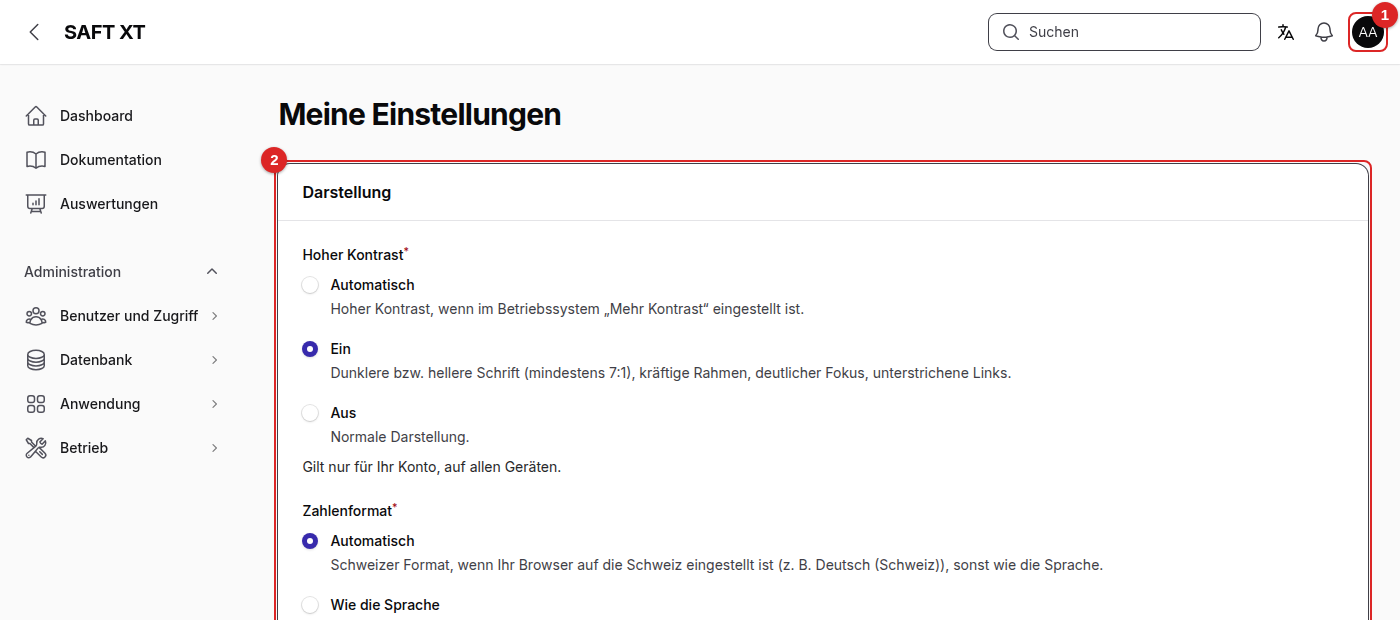 SAFT XT
Suchen
AA
1
Dashboard
Dokumentation
Auswertungen
Administration
Benutzer und Zugriff
Datenbank
Anwendung
Betrieb
Meine Einstellungen
2
Darstellung
Hoher Kontrast*
Automatisch
Hoher Kontrast, wenn im Betriebssystem „Mehr Kontrast“ eingestellt ist.
Ein
Dunklere bzw. hellere Schrift (mindestens 7:1), kräftige Rahmen, deutlicher Fokus, unterstrichene Links.
Aus
Normale Darstellung.
Gilt nur für Ihr Konto, auf allen Geräten.
Zahlenformat*
Automatisch
Schweizer Format, wenn Ihr Browser auf die Schweiz eingestellt ist (z. B. Deutsch (Schweiz)), sonst wie die Sprache.
Wie die Sprache